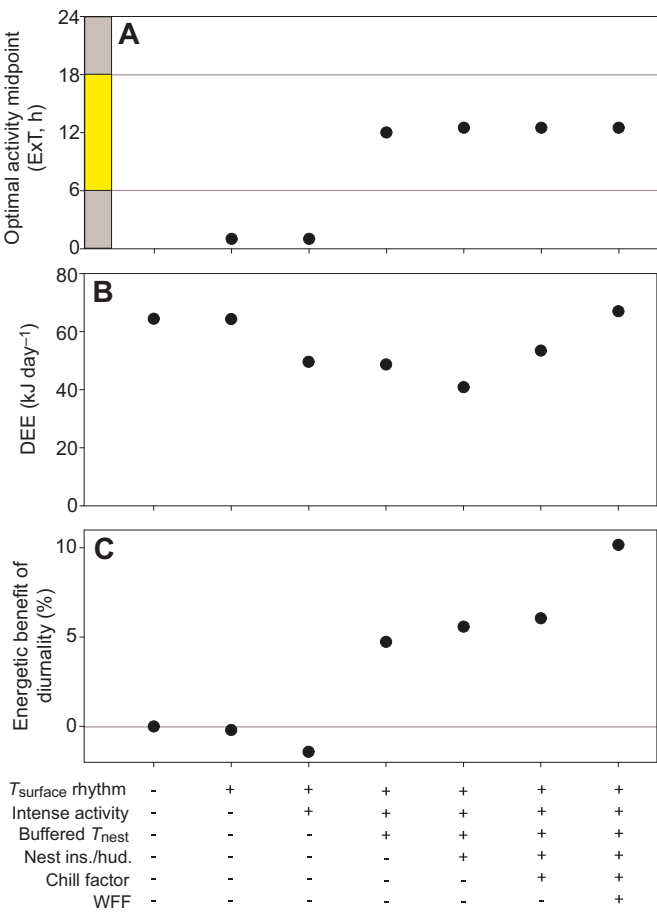 24
18
12
6
0
Optimal activity midpoint
(ExT, h)
A
80
60
40
20
0
DEE (kJ day–1)
B
10
5
0
Energetic benefit of
diurnality (%)
C
Tsurface rhythm - + + + + + +
Intense activity - - + + + + +
Buffered Tnest - - - + + + +
Nest ins./hud. - - - - + + +
Chill factor - - - - - + +
WFF - - - - - - +